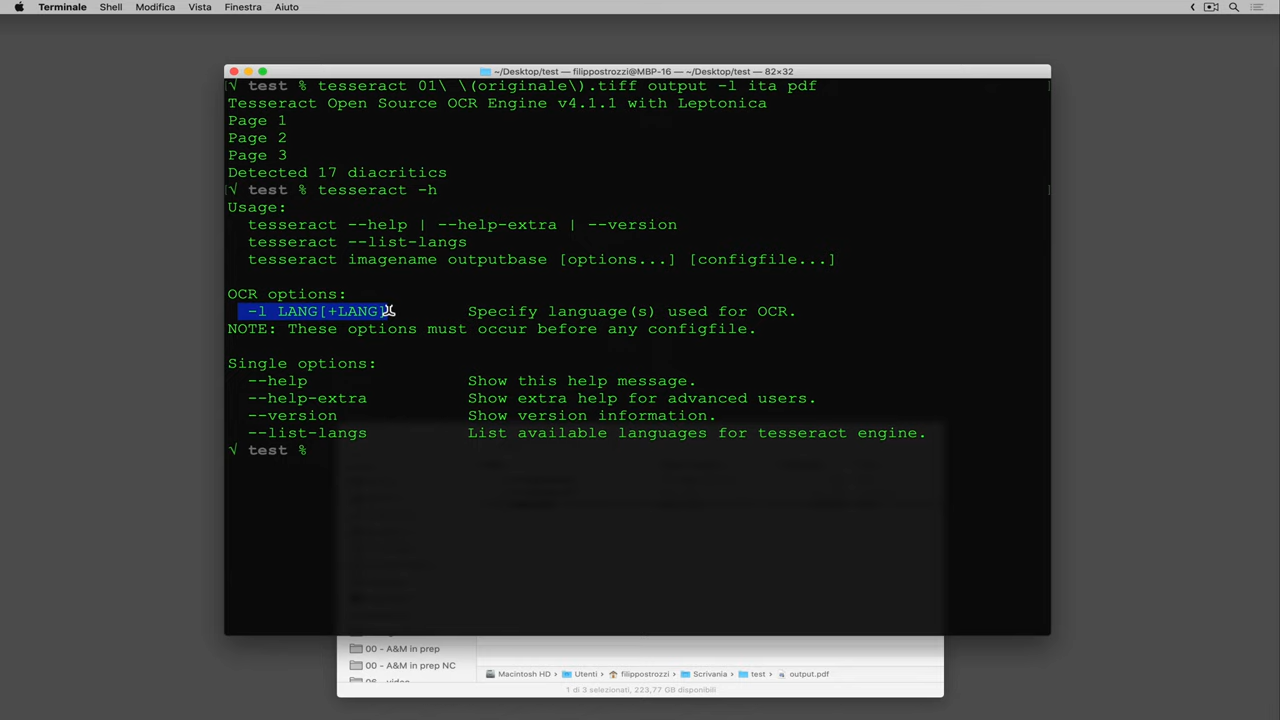 Terminale Shell Modifica Vista Finestra Aiuto
~/Desktop/test — filippostrozzi@MBP-16 — ~/Desktop/test — 82×32
√ test % tesseract 01\ \(originale\).tiff output -l ita pdf
Tesseract Open Source OCR Engine v4.1.1 with Leptonica
Page 1
Page 2
Page 3
Detected 17 diacritics
√ test % tesseract -h
Usage:
tesseract --help | --help-extra | --version
tesseract --list-langs
tesseract imagename outputbase [options...] [configfile...]
OCR options:
-l LANG[+LANG] Specify language(s) used for OCR.
NOTE: These options must occur before any configfile.
Single options:
--help Show this help message.
--help-extra Show extra help for advanced users.
--version Show version information.
--list-langs List available languages for tesseract engine.
√ test %
00 - A&M in prep
00 - A&M in prep NC
Macintosh HD › Utenti › filippostrozzi › Scrivania › test › output.pdf
1 di 3 selezionati, 223,77 GB disponibili